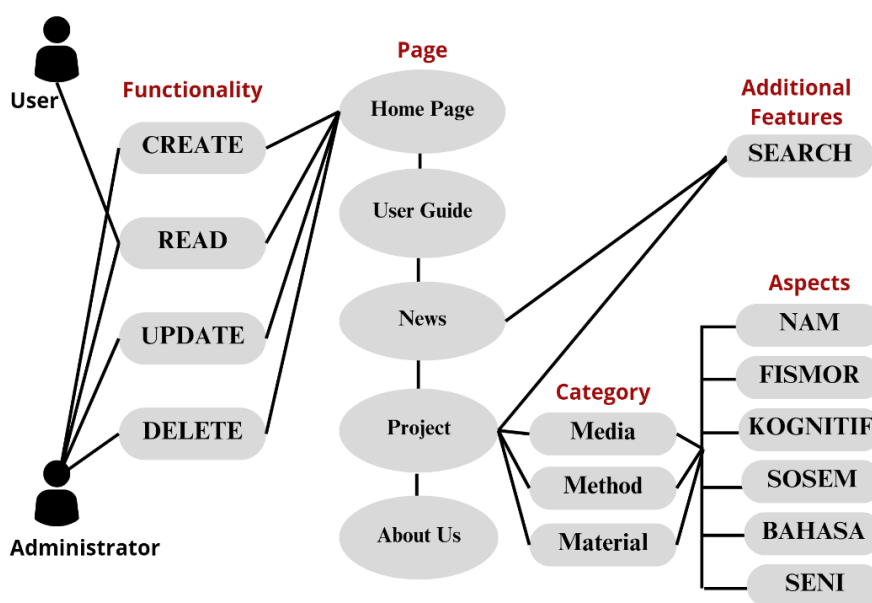 User
Functionality
CREATE
READ
UPDATE
DELETE
Administrator
Page
Home Page
User Guide
News
Project
About Us
Category
Media
Method
Material
Additional
Features
SEARCH
Aspects
NAM
FISMOR
KOGNITIF
SOSEM
BAHASA
SENI